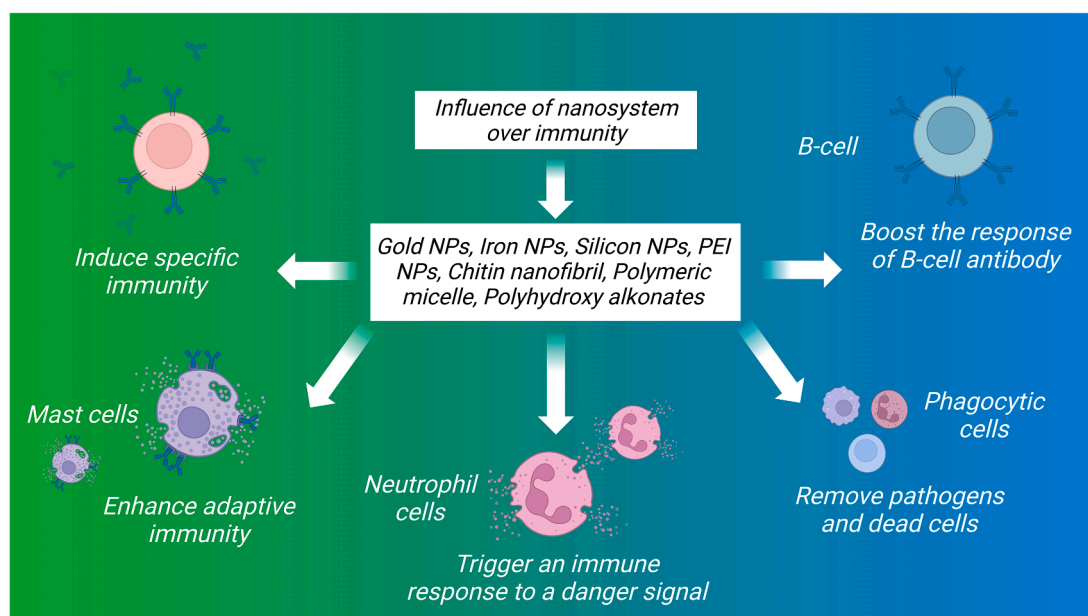 Influence of nanosystem
over immunity
Gold NPs, Iron NPs, Silicon NPs, PEI
NPs, Chitin nanofibril, Polymeric
micelle, Polyhydroxy alkonates
Induce specific
immunity
B-cell
Boost the response
of B-cell antibody
Mast cells
Enhance adaptive
immunity
Neutrophil
cells
Trigger an immune
response to a danger signal
Phagocytic
cells
Remove pathogens
and dead cells